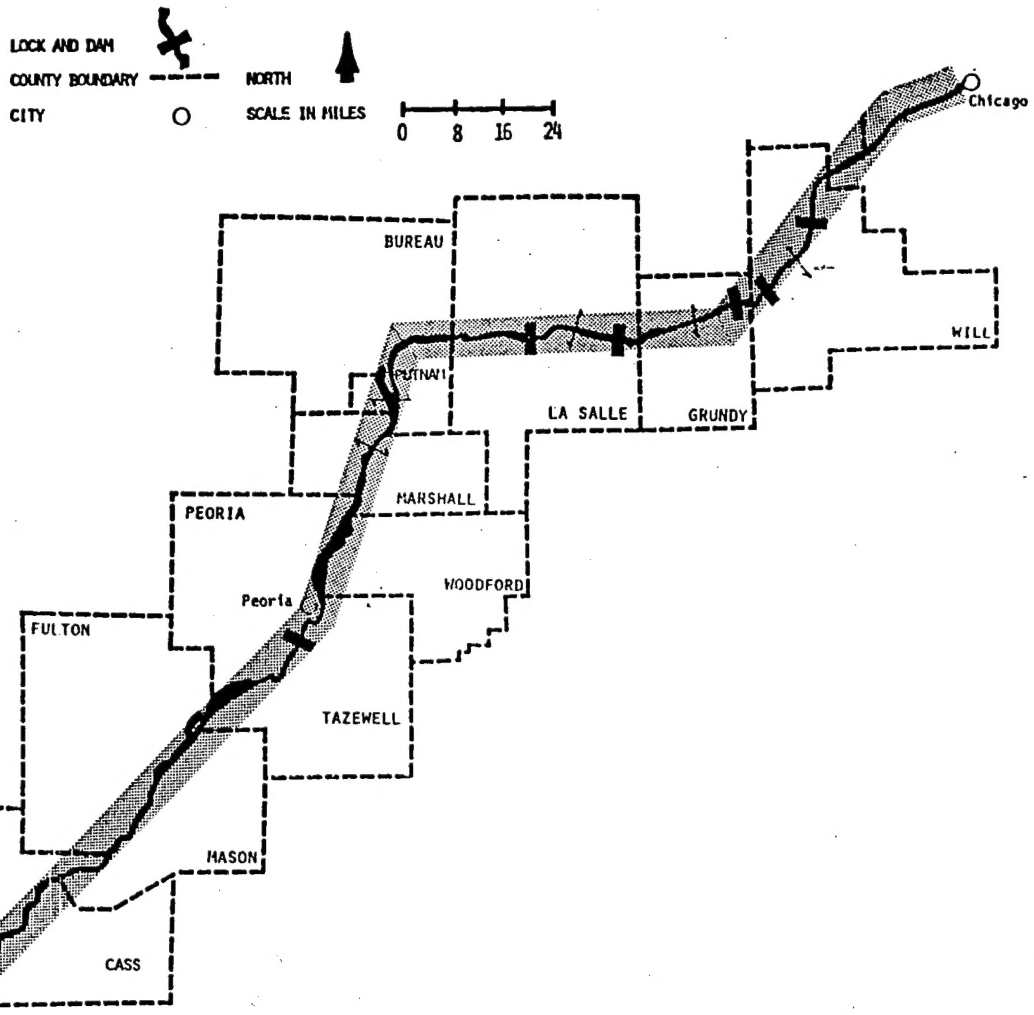 LOCK AND DAM
COUNTY BOUNDARY
NORTH
CITY
SCALE IN MILES
0 8 16 24
Chicago
BUREAU
WILL
PUTNAM
LA SALLE
GRUNDY
MARSHALL
PEORIA
WOODFORD
Peoria
FULTON
TAZEWELL
MASON
CASS